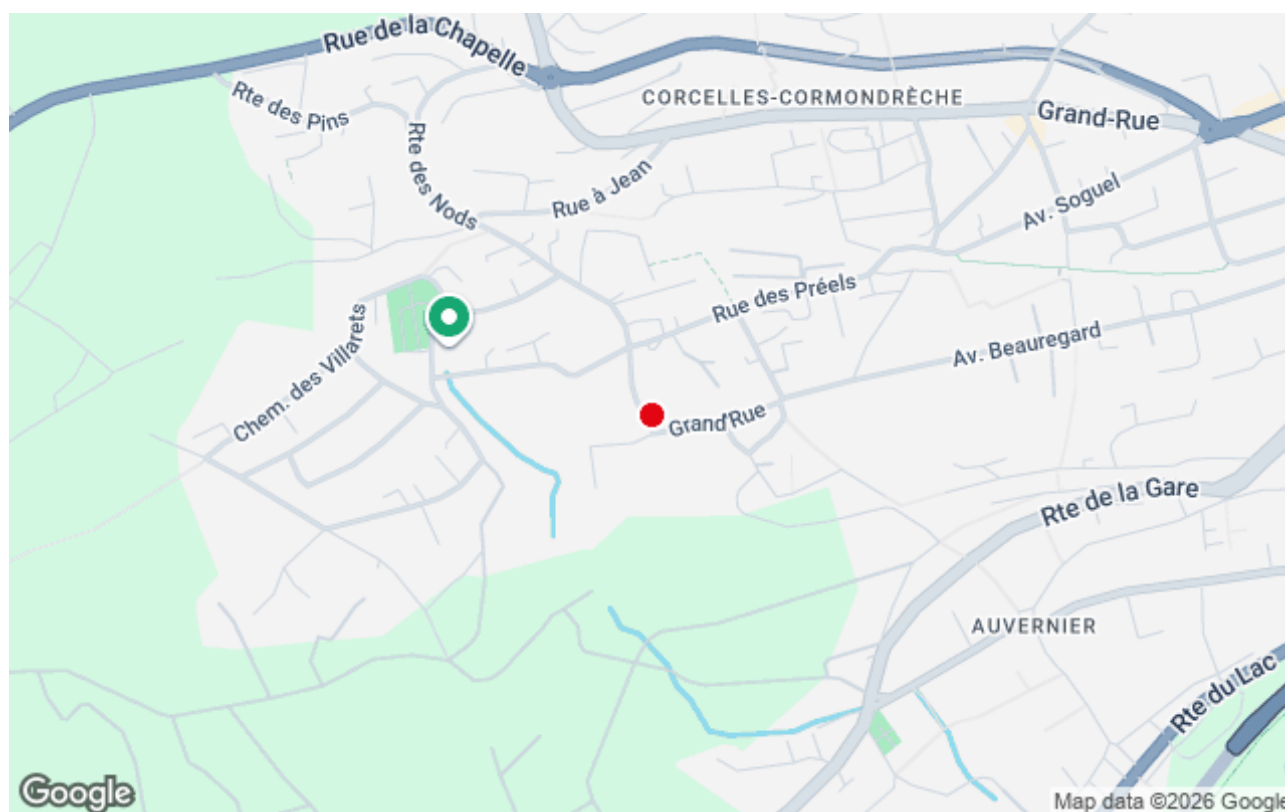 Rue de la Chapelle
Rte des Pins
CORCELLES-CORMONDRÈCHE
Grand-Rue
Rte des Nods
Rue à Jean
Av. Soguel
Rue des Préels
Chem. des Villarets
Av. Beauregard
Grand'Rue
Rte de la Gare
AUVERNIER
Rte du Lac
Google
Map data ©2026 Google